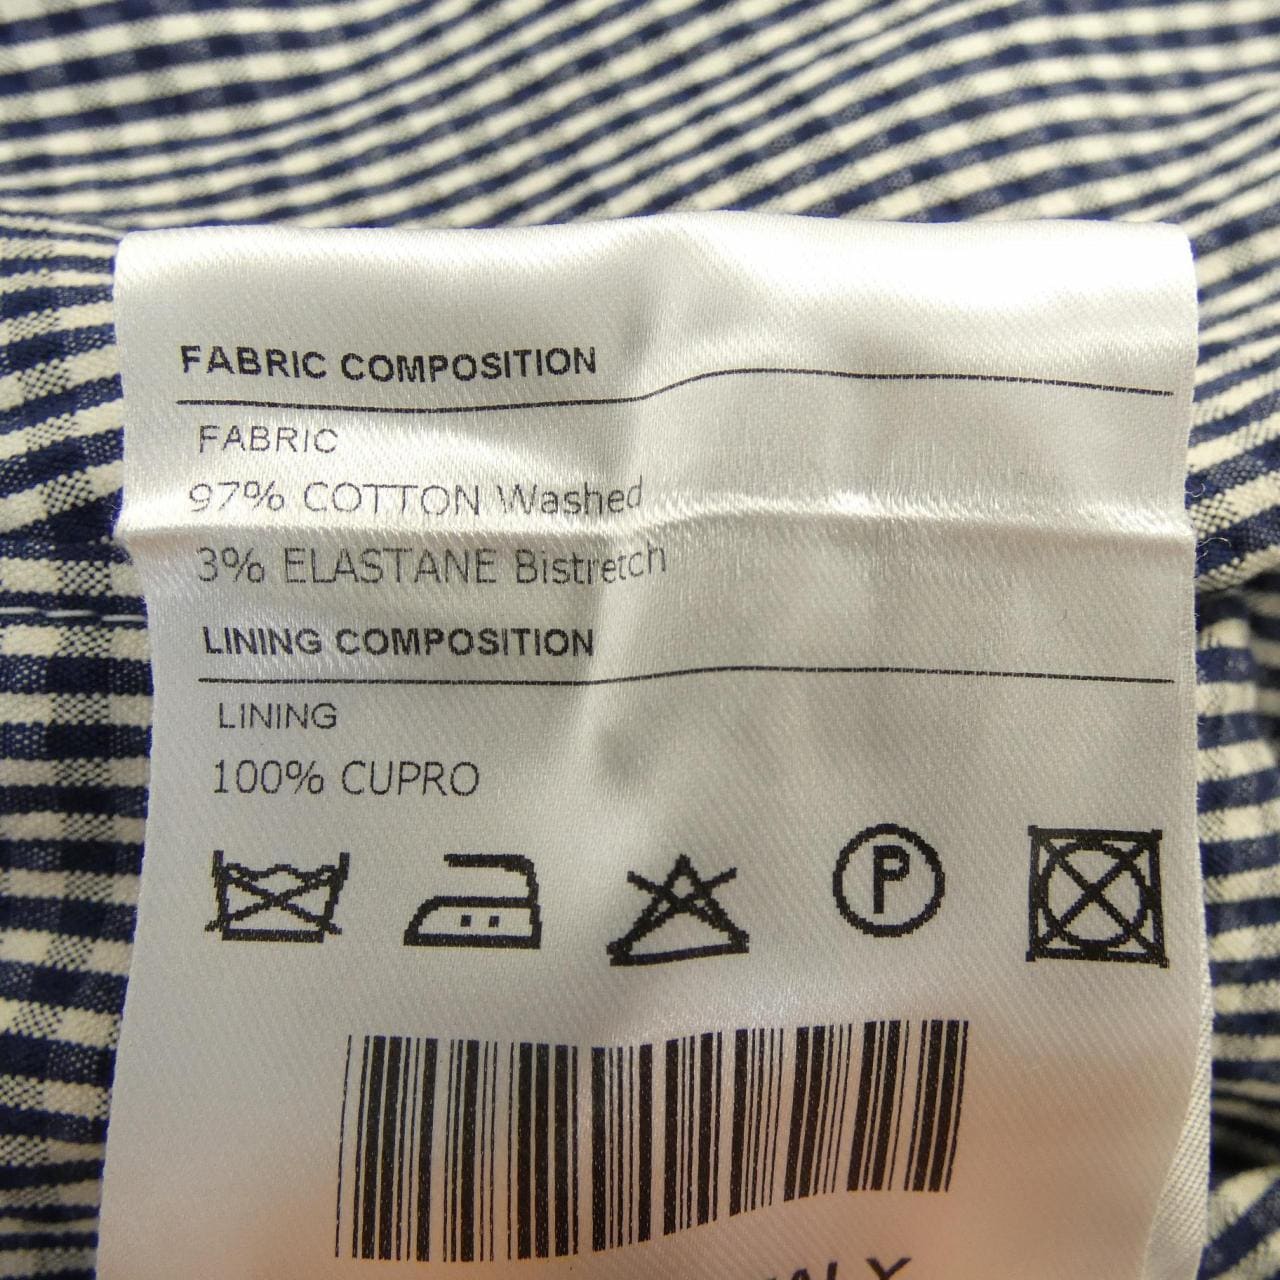 FABRIC COMPOSITION
FABRIC
97% COTTON Washed
3% ELASTANE Bistretch
LINING COMPOSITION
LINING
100% CUPRO
P